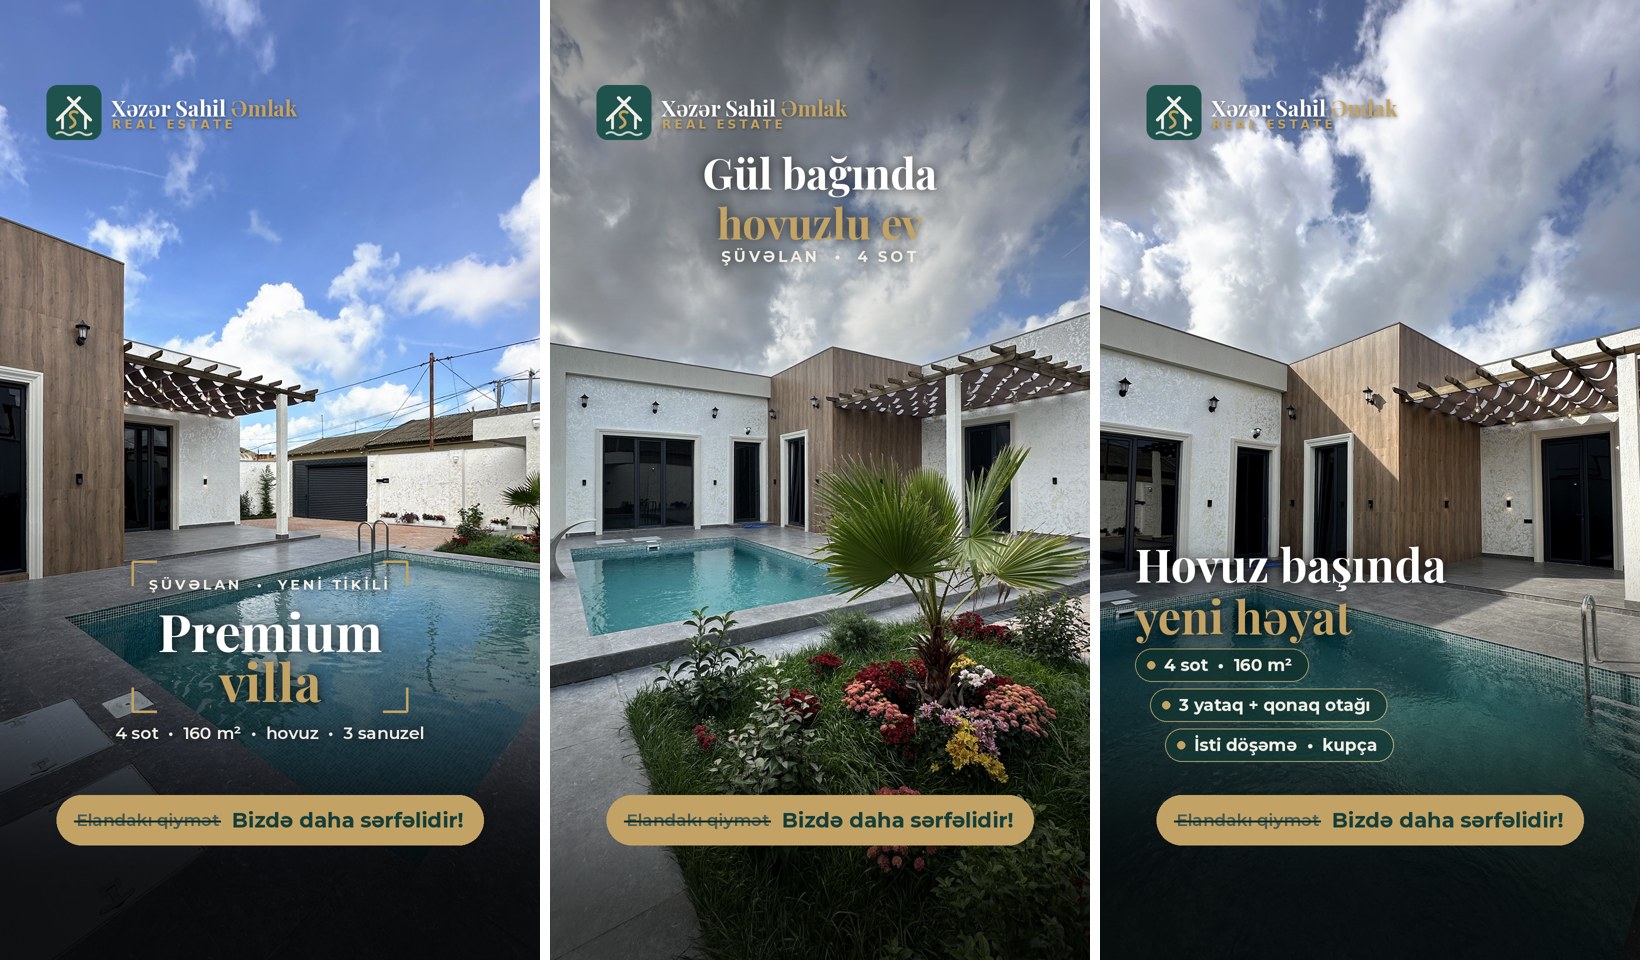 Xəzər Sahil Əmlak
REAL ESTATE
ŞÜVƏLAN • YENİ TİKİLİ
Premium
villa
4 sot • 160 m² • hovuz • 3 sanuzel
Elandakı qiymət Bizdə daha sərfəlidir!
Xəzər Sahil Əmlak
REAL ESTATE
Gül bağında
hovuzlu ev
ŞÜVƏLAN • 4 SOT
Elandakı qiymət Bizdə daha sərfəlidir!
Xəzər Sahil Əmlak
REAL ESTATE
Hovuz başında
yeni həyat
4 sot • 160 m²
3 yataq + qonaq otağı
İsti döşəmə • kupça
Elandakı qiymət Bizdə daha sərfəlidir!